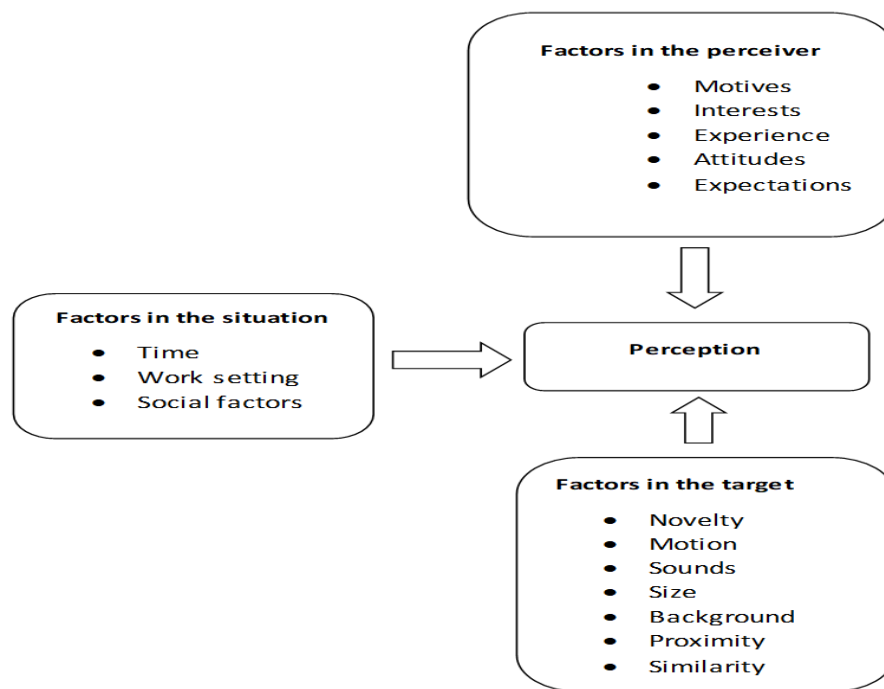 Factors in the perceiver
● Motives
● Interests
● Experience
● Attitudes
● Expectations
Factors in the situation
● Time
● Work setting
● Social factors
Perception
Factors in the target
● Novelty
● Motion
● Sounds
● Size
● Background
● Proximity
● Similarity